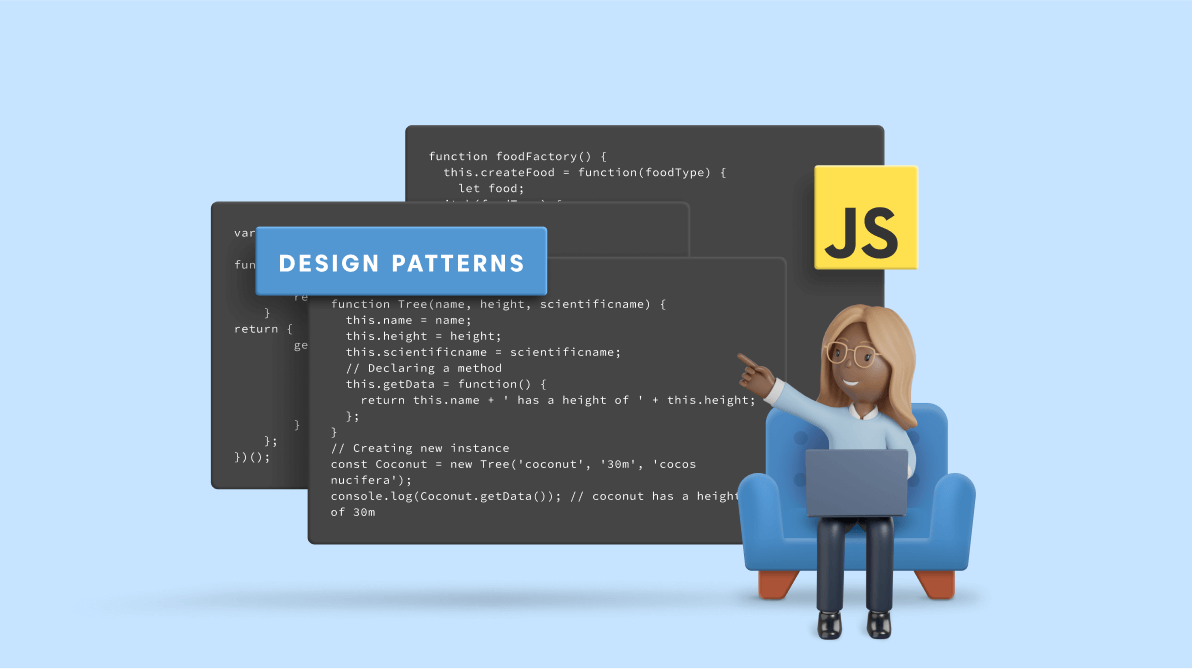 function foodFactory() {
this.createFood = function(foodType) {
let food;
JS
var
DESIGN PATTERNS
fun
re
}
return {
ge
}
};
})();
function Tree(name, height, scientificname) {
this.name = name;
this.height = height;
this.scientificname = scientificname;
// Declaring a method
this.getData = function() {
return this.name + ' has a height of ' + this.height;
};
}
// Creating new instance
const Coconut = new Tree('coconut', '30m', 'cocos
nucifera');
console.log(Coconut.getData()); // coconut has a height
of 30m